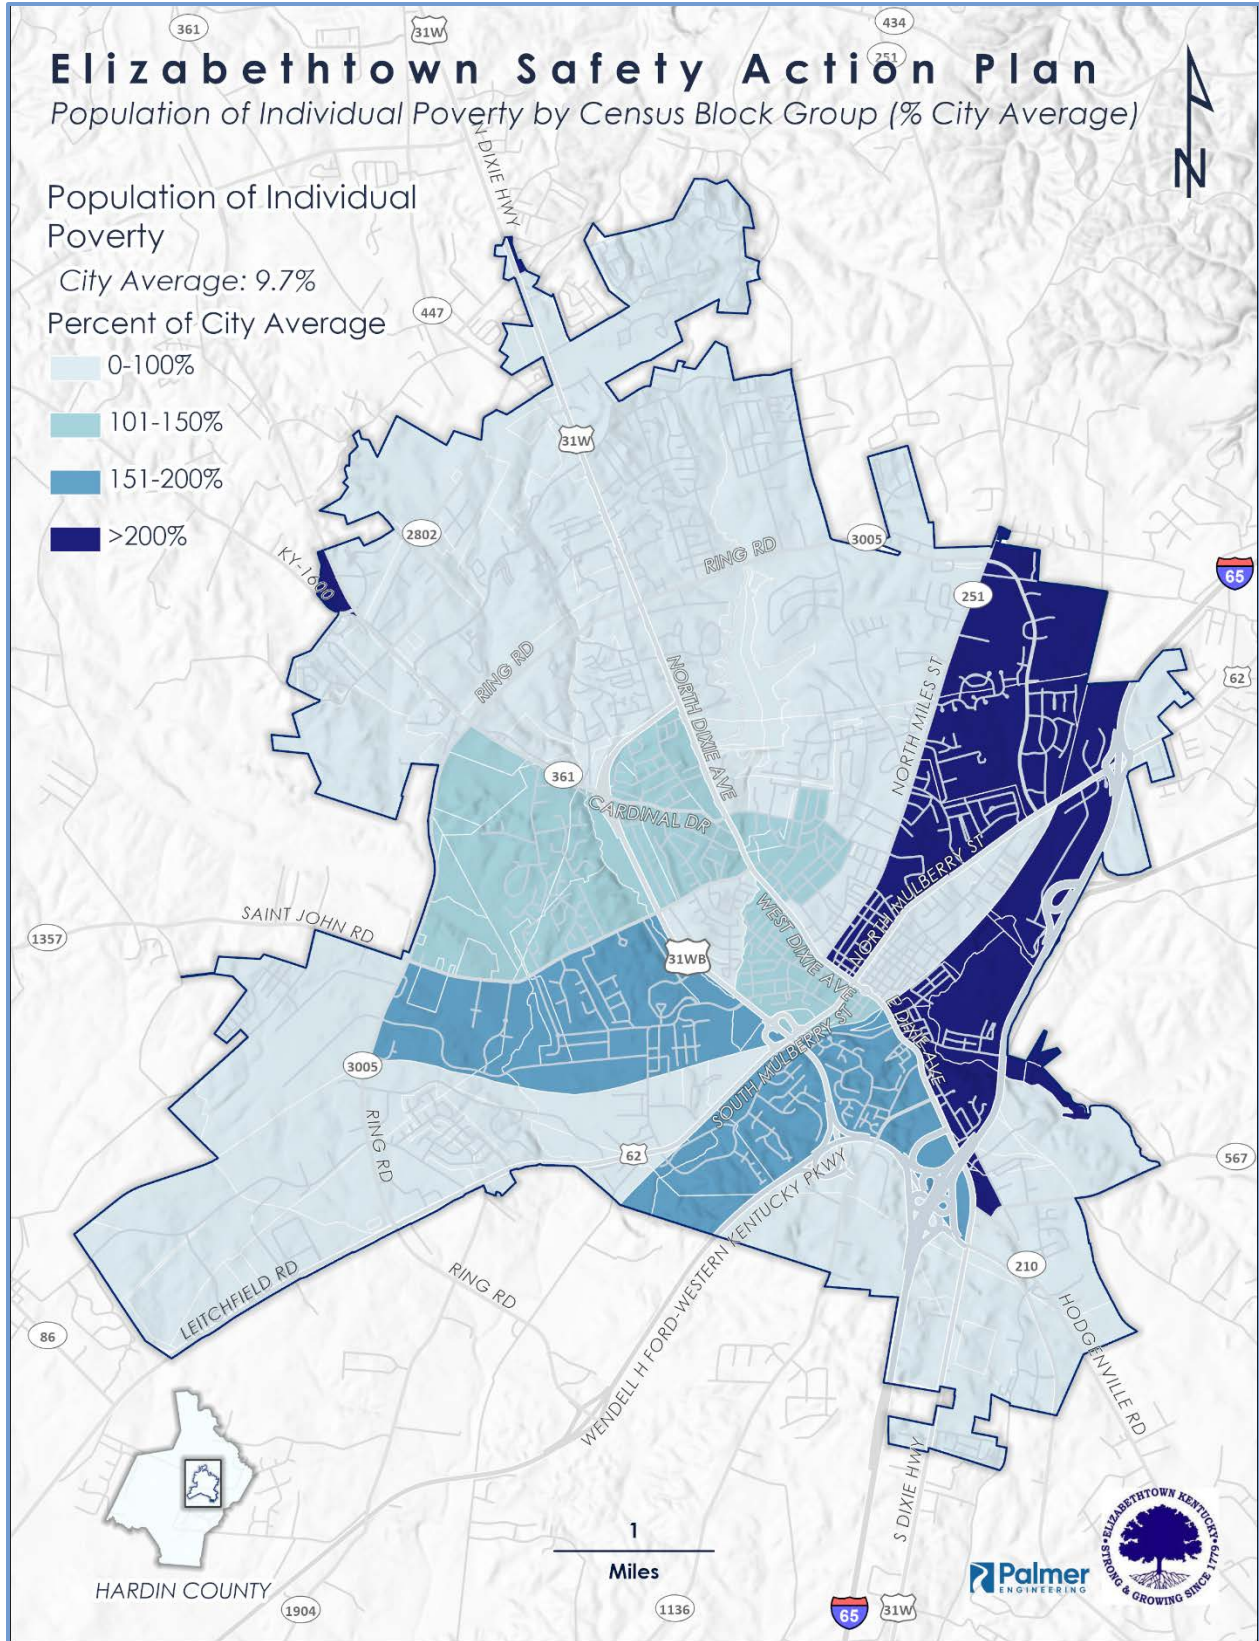 361
31W
434
251
Elizabethtown Safety Action Plan
Population of Individual Poverty by Census Block Group (% City Average)
N
N DIXIE HWY
Population of Individual
Poverty
City Average: 9.7%
Percent of City Average
0-100%
101-150%
151-200%
>200%
447
31W
2802
3005
RING RD
KY-1600
65
251
62
RING RD
NORTH DIXIE AVE
NORTH MILES ST
361
CARDINAL DR
NORTH MULBERRY ST
SAINT JOHN RD
1357
WEST DIXIE AVE
31WB
E DIXIE AVE
SOUTH MULBERRY ST
3005
RING RD
62
567
WENDELL H FORD-WESTERN KENTUCKY PKWY
210
LEITCHFIELD RD
RING RD
HODGENVILLE RD
86
S DIXIE HWY
1
Miles
HARDIN COUNTY
1904
1136
65
31W
Palmer
ENGINEERING
ELIZABETHTOWN KENTUCKY
STRONG & GROWING SINCE 1779